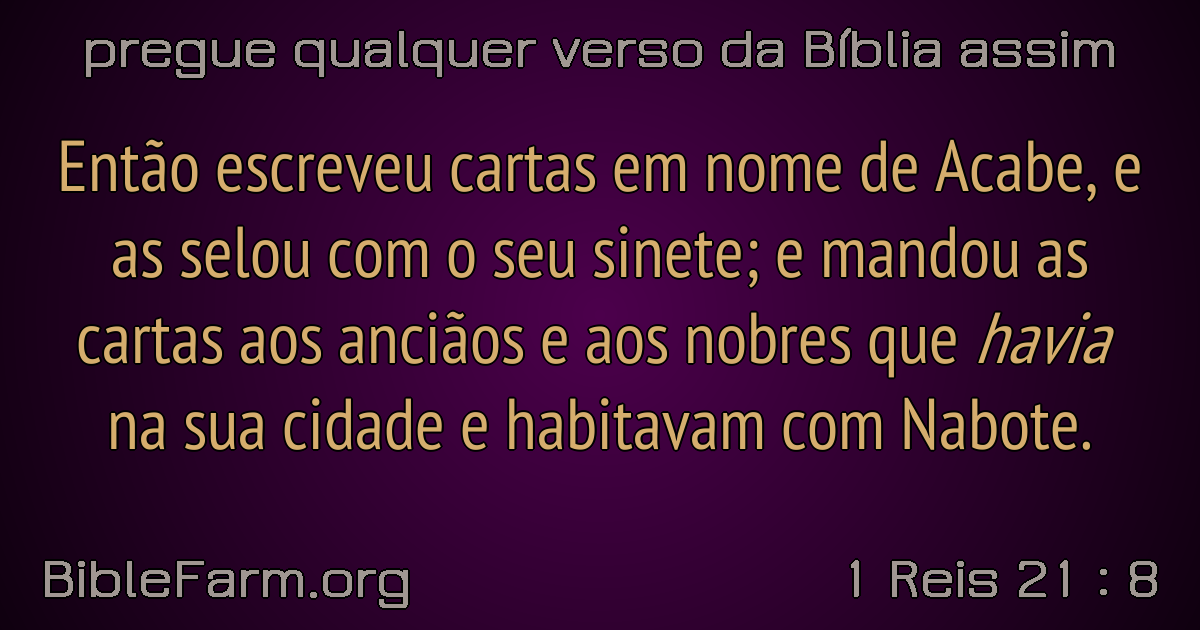 pregue qualquer verso da Bíblia assim
Então escreveu cartas em nome de Acabe, e
as selou com o seu sinete; e mandou as
cartas aos anciãos e aos nobres que havia
na sua cidade e habitavam com Nabote.
BibleFarm.org
1 Reis 21 : 8